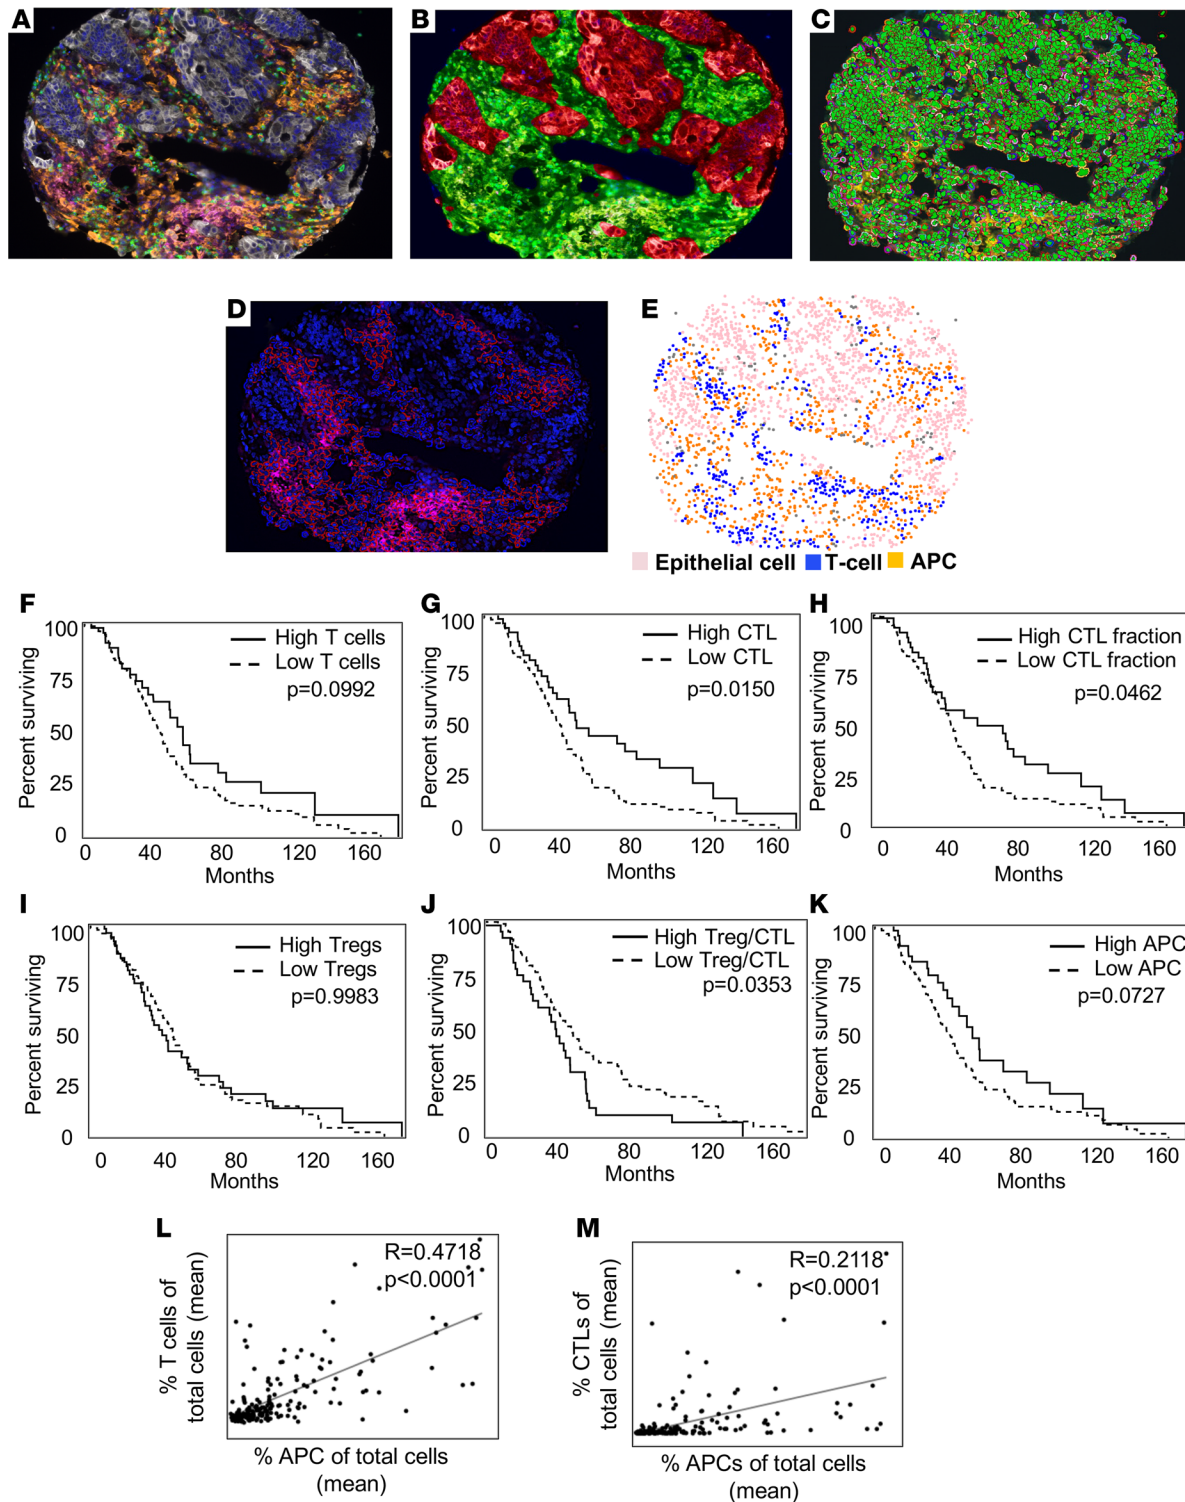 A
B
C
D
E
Epithelial cell T-cell APC
F
100
75
50
25
0
Percent surviving
High T cells
Low T cells
p=0.0992
0 40 80 120 160
Months
G
100
75
50
25
0
Percent surviving
High CTL
Low CTL
p=0.0150
0 40 80 120 160
Months
H
100
75
50
25
0
Percent surviving
High CTL fraction
Low CTL fraction
p=0.0462
0 40 80 120 160
Months
I
100
75
50
25
0
Percent surviving
High Tregs
Low Tregs
p=0.9983
0 40 80 120 160
Months
J
100
75
50
25
0
Percent surviving
High Treg/CTL
Low Treg/CTL
p=0.0353
0 40 80 120 160
Months
K
100
75
50
25
0
Percent surviving
High APC
Low APC
p=0.0727
0 40 80 120 160
Months
L
% T cells of
total cells (mean)
R=0.4718
p<0.0001
% APC of total cells
(mean)
M
% CTLs of
total cells (mean)
R=0.2118
p<0.0001
% APCs of total cells
(mean)